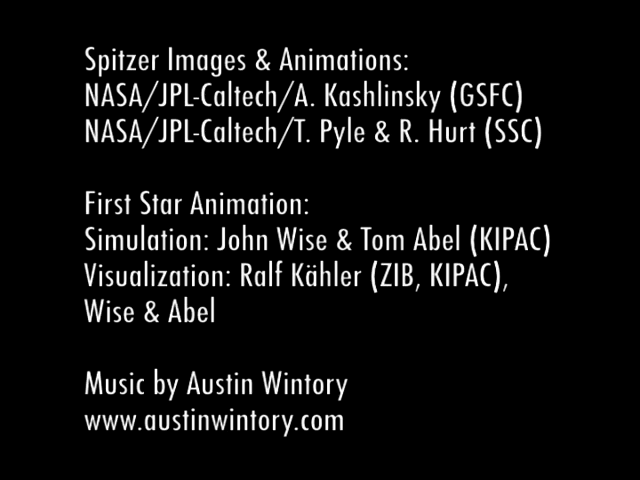 Spitzer Images & Animations:
NASA/JPL-Caltech/A. Kashlinsky (GSFC)
NASA/JPL-Caltech/T. Pyle & R. Hurt (SSC)
First Star Animation:
Simulation: John Wise & Tom Abel (KIPAC)
Visualization: Ralf Kähler (ZIB, KIPAC),
Wise & Abel
Music by Austin Wintory
www.austinwintory.com